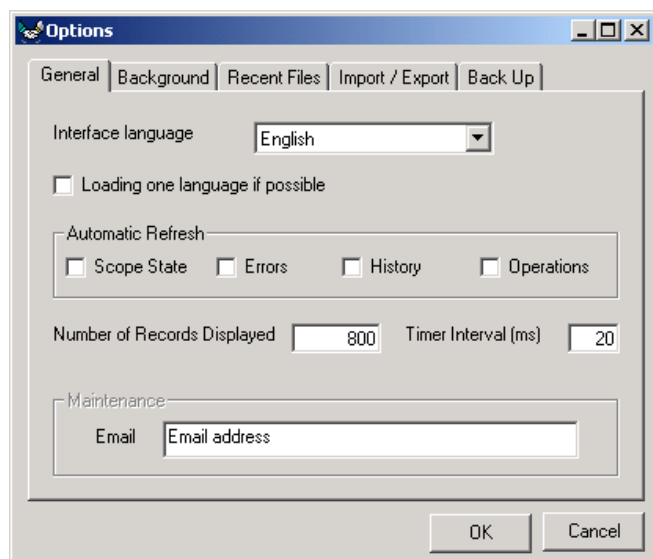 Options
General Background Recent Files Import / Export Back Up
Interface language English
Loading one language if possible
Automatic Refresh
Scope State Errors History Operations
Number of Records Displayed 800 Timer Interval (ms) 20
Maintenance
Email Email address
OK Cancel